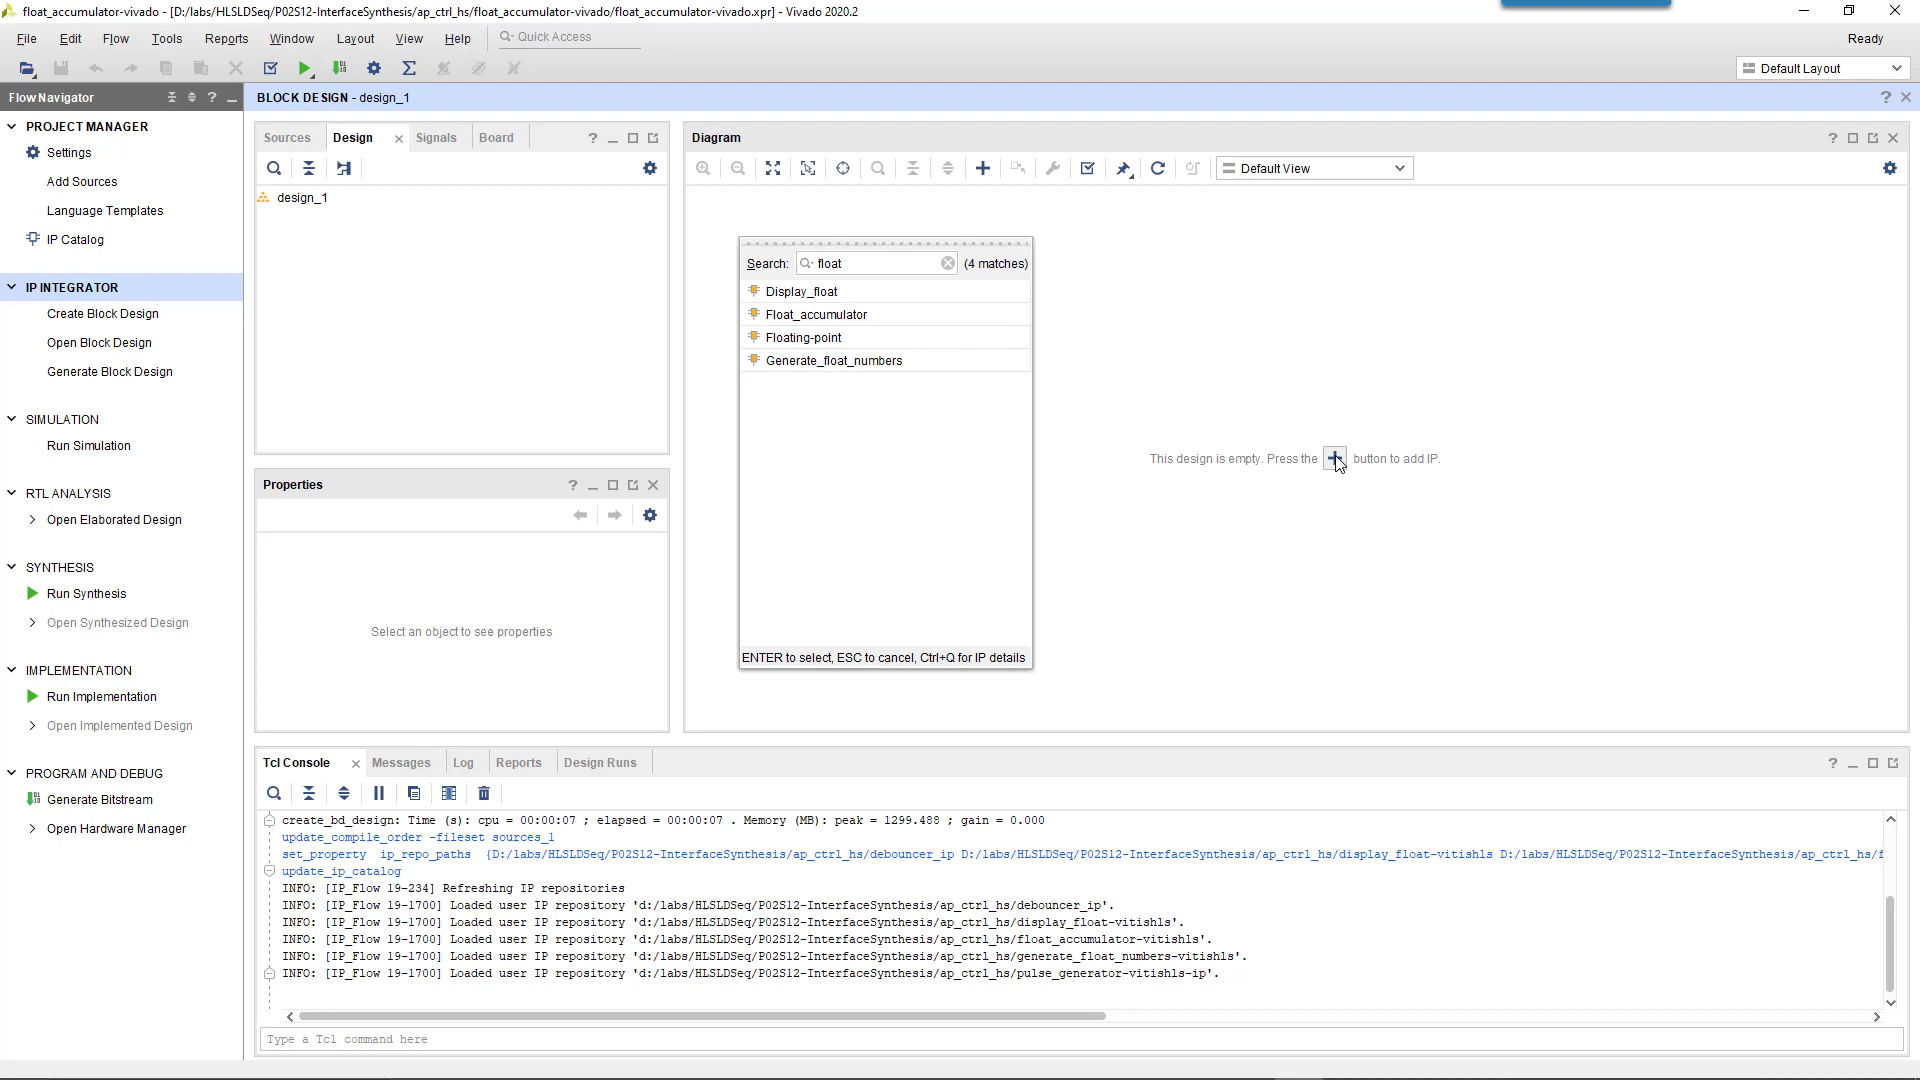 float_accumulator-vivado - [D:/labs/HLSLDSeq/P02S12-InterfaceSynthesis/ap_ctrl_hs/float_accumulator-vivado/float_accumulator-vivado.xpr] - Vivado 2020.2
File Edit Flow Tools Reports Window Layout View Help Quick Access Ready
Default Layout
Flow Navigator
BLOCK DESIGN - design_1
PROJECT MANAGER
Settings
Add Sources
Language Templates
IP Catalog
IP INTEGRATOR
Create Block Design
Open Block Design
Generate Block Design
SIMULATION
Run Simulation
RTL ANALYSIS
Open Elaborated Design
SYNTHESIS
Run Synthesis
Open Synthesized Design
IMPLEMENTATION
Run Implementation
Open Implemented Design
PROGRAM AND DEBUG
Generate Bitstream
Open Hardware Manager
Sources Design Signals Board
design_1
Properties
Select an object to see properties
Diagram
Default View
Search: float (4 matches)
Display_float
Float_accumulator
Floating-point
Generate_float_numbers
ENTER to select, ESC to cancel, Ctrl+Q for IP details
This design is empty. Press the button to add IP.
Tcl Console Messages Log Reports Design Runs
create_bd_design: Time (s): cpu = 00:00:07 ; elapsed = 00:00:07 . Memory (MB): peak = 1299.488 ; gain = 0.000
update_compile_order -fileset sources_1
set_property ip_repo_paths {D:/labs/HLSLDSeq/P02S12-InterfaceSynthesis/ap_ctrl_hs/debouncer_ip D:/labs/HLSLDSeq/P02S12-InterfaceSynthesis/ap_ctrl_hs/display_float-vitishls D:/labs/HLSLDSeq/P02S12-InterfaceSynthesis/ap_ctrl_hs/f
update_ip_catalog
INFO: [IP_Flow 19-234] Refreshing IP repositories
INFO: [IP_Flow 19-1700] Loaded user IP repository 'd:/labs/HLSLDSeq/P02S12-InterfaceSynthesis/ap_ctrl_hs/debouncer_ip'.
INFO: [IP_Flow 19-1700] Loaded user IP repository 'd:/labs/HLSLDSeq/P02S12-InterfaceSynthesis/ap_ctrl_hs/display_float-vitishls'.
INFO: [IP_Flow 19-1700] Loaded user IP repository 'd:/labs/HLSLDSeq/P02S12-InterfaceSynthesis/ap_ctrl_hs/float_accumulator-vitishls'.
INFO: [IP_Flow 19-1700] Loaded user IP repository 'd:/labs/HLSLDSeq/P02S12-InterfaceSynthesis/ap_ctrl_hs/generate_float_numbers-vitishls'.
INFO: [IP_Flow 19-1700] Loaded user IP repository 'd:/labs/HLSLDSeq/P02S12-InterfaceSynthesis/ap_ctrl_hs/pulse_generator-vitishls-ip'.
Type a Tcl command here